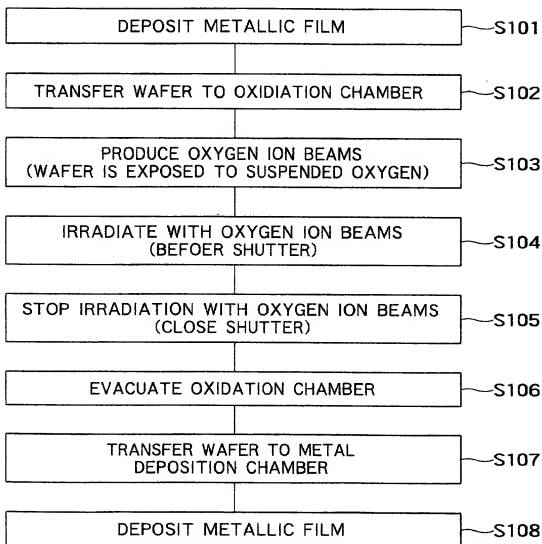 DEPOSIT METALLIC FILM S101
TRANSFER WAFER TO OXIDIATION CHAMBER S102
PRODUCE OXYGEN ION BEAMS
(WAFER IS EXPOSED TO SUSPENDED OXYGEN) S103
IRRADIATE WITH OXYGEN ION BEAMS
(BEFOER SHUTTER) S104
STOP IRRADIATION WITH OXYGEN ION BEAMS
(CLOSE SHUTTER) S105
EVACUATE OXIDATION CHAMBER S106
TRANSFER WAFER TO METAL
DEPOSITION CHAMBER S107
DEPOSIT METALLIC FILM S108